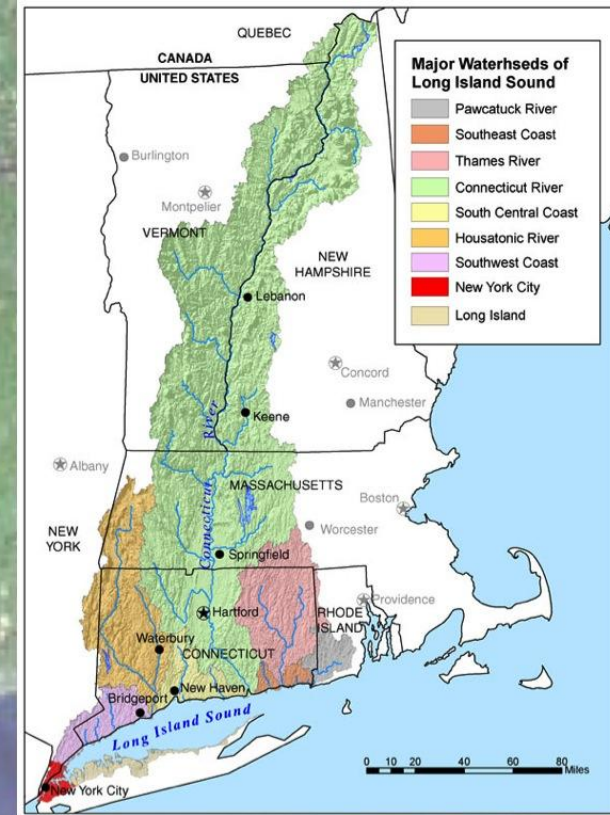 QUEBEC
CANADA
UNITED STATES
Major Waterhseds of
Long Island Sound
Pawcatuck River
Southeast Coast
Thames River
Connecticut River
South Central Coast
Housatonic River
Southwest Coast
New York City
Long Island
Burlington
Montpelier
VERMONT
NEW
HAMPSHIRE
Lebanon
Concord
Manchester
Keene
Connecticut River
Albany
MASSACHUSETTS
Boston
NEW
YORK
Worcester
Springfield
Hartford
Providence
RHODE
ISLAND
Waterbury
CONNECTICUT
New Haven
Bridgeport
Long Island Sound
New York City
0 10 20 40 60 80
Miles